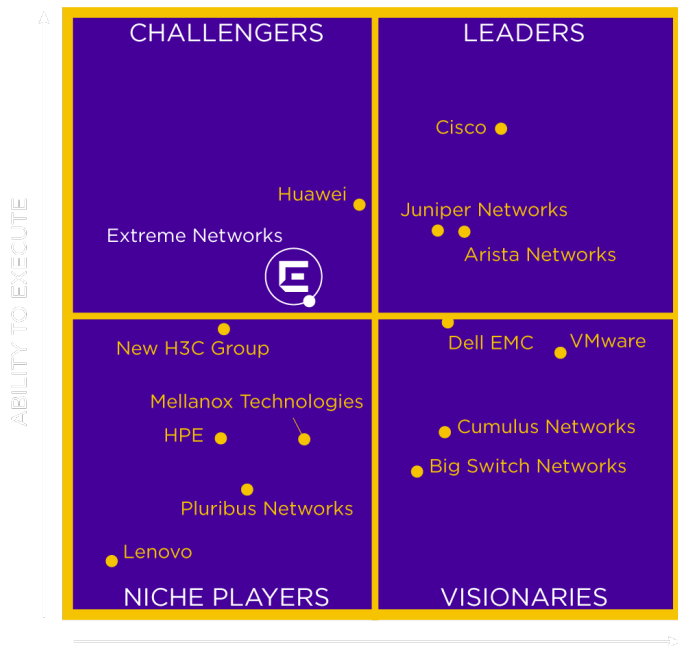 CHALLENGERS
LEADERS
Cisco
Huawei
Juniper Networks
Extreme Networks
Arista Networks
E
ABILITY TO EXECUTE
New H3C Group
Dell EMC
VMware
Mellanox Technologies
HPE
Cumulus Networks
Big Switch Networks
Pluribus Networks
Lenovo
NICHE PLAYERS
VISIONARIES